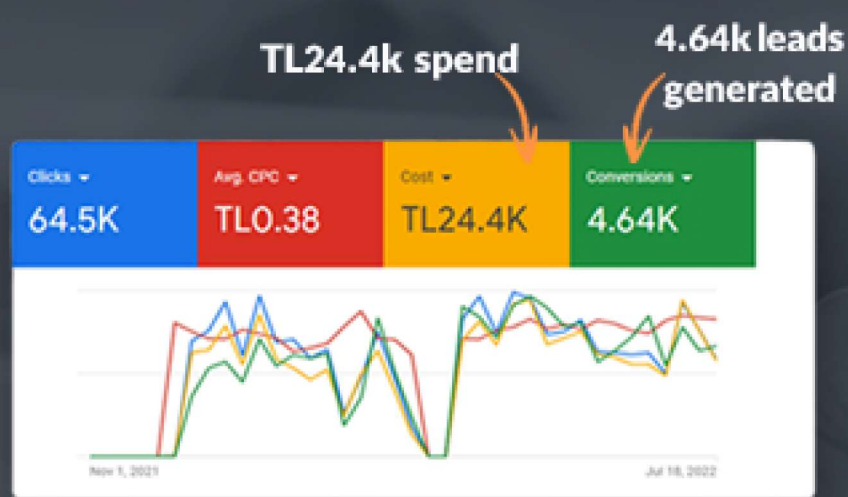 TL24.4k spend
4.64k leads
generated
Clicks
Avg. CPC
Cost
Conversions
64.5K
TL0.38
TL24.4K
4.64K
Nov 1, 2021
Jul 18, 2022